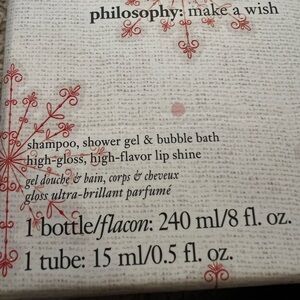 philosophy: make a wish
shampoo, shower gel & bubble bath
high-gloss, high-flavor lip shine
gel douche & bain, corps & cheveux
gloss ultra-brillant parfumé
1 bottle/flacon: 240 ml/8 fl. oz.
1 tube: 15 ml/0.5 fl. oz.